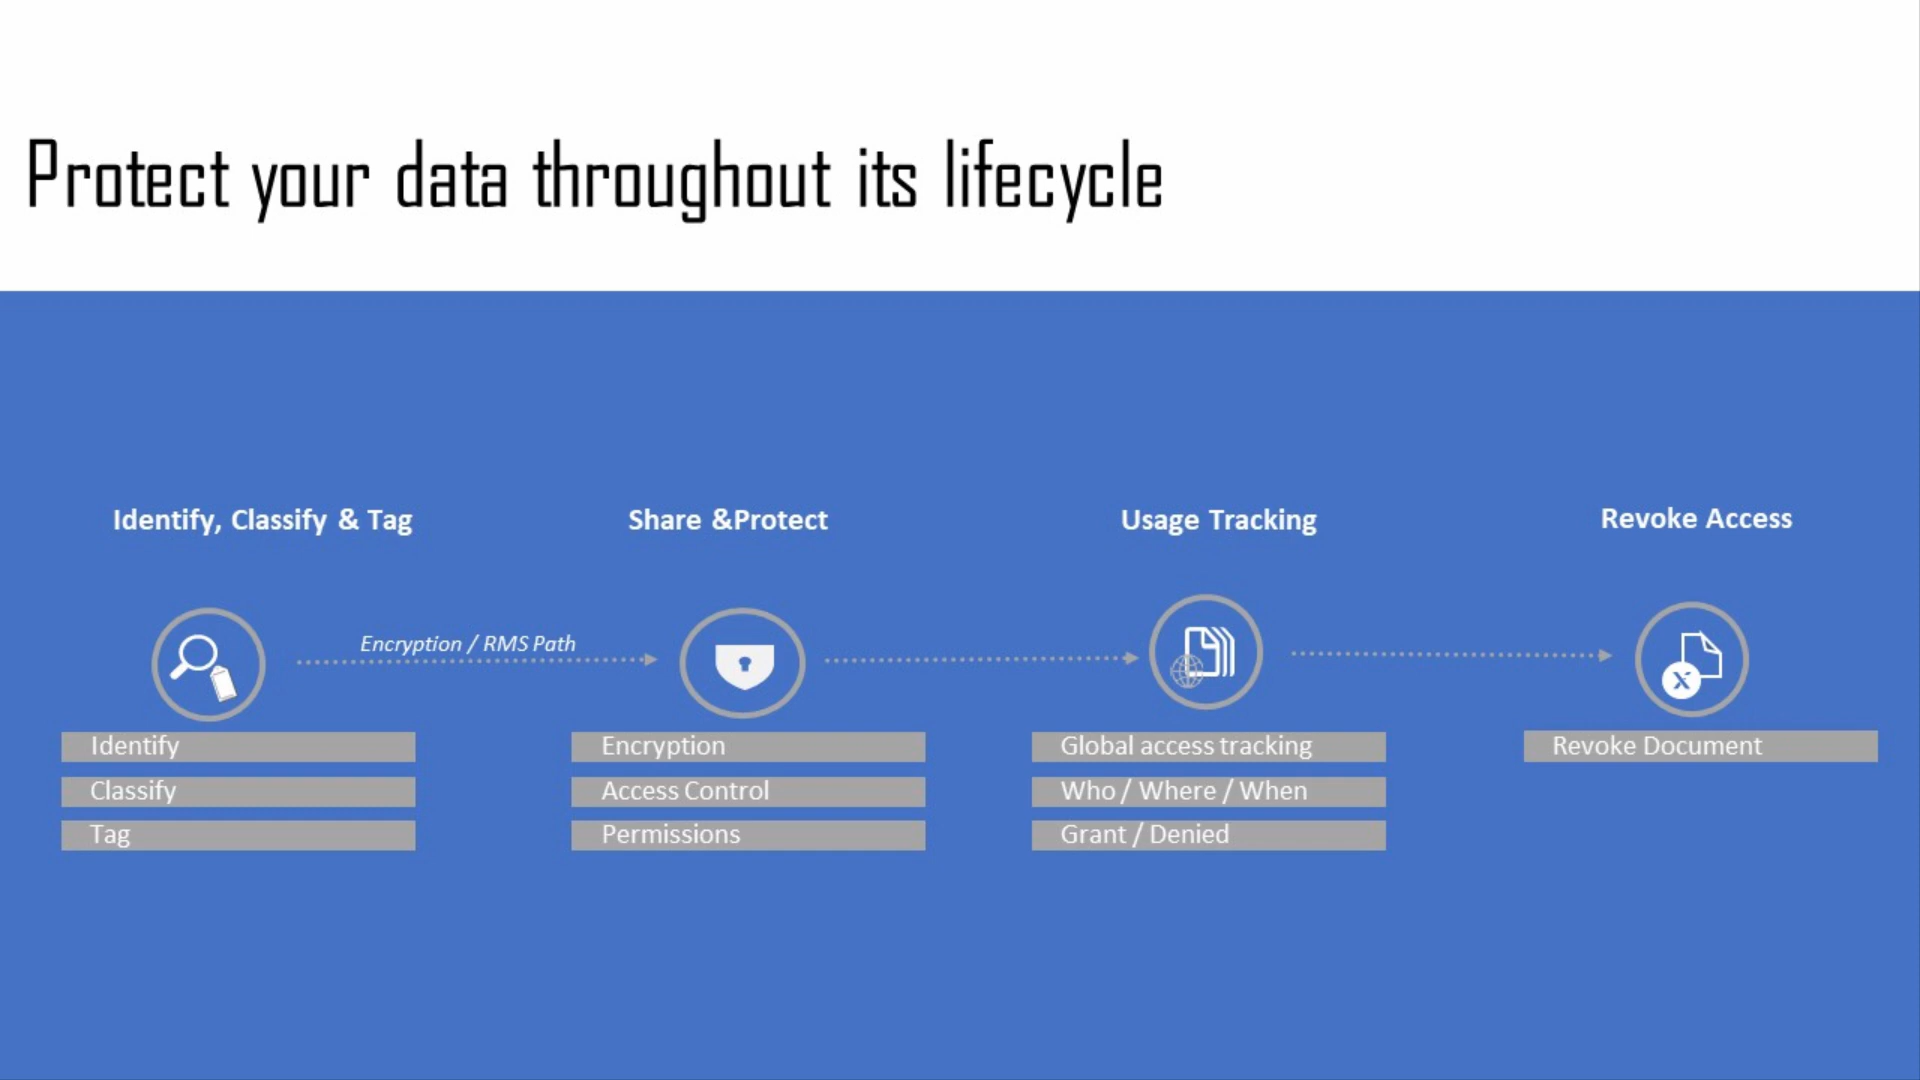 Protect your data throughout its lifecycle
Identify, Classify & Tag
Share &Protect
Usage Tracking
Revoke Access
Encryption / RMS Path
X
Identify
Classify
Tag
Encryption
Access Control
Permissions
Global access tracking
Who / Where / When
Grant / Denied
Revoke Document